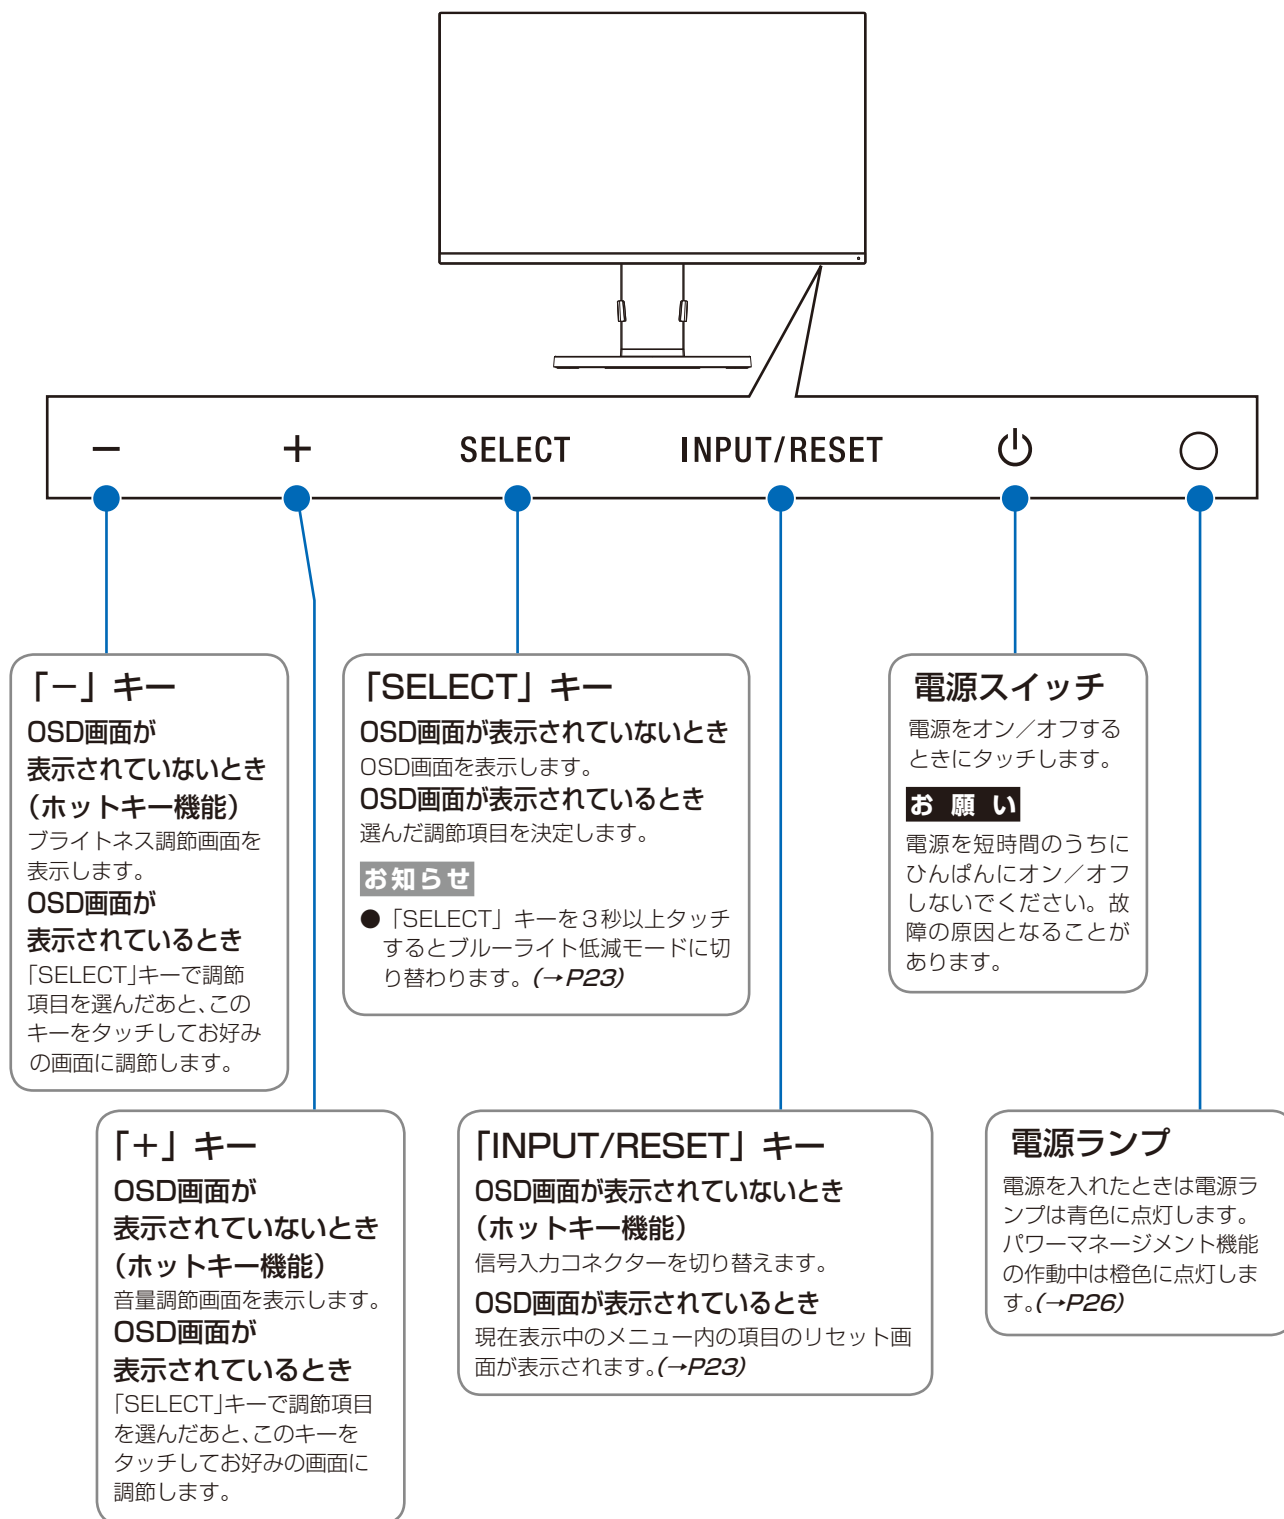 − + SELECT INPUT/RESET
「−」キー
OSD画面が
表示されていないとき
（ホットキー機能）
ブライトネス調節画面を
表示します。
OSD画面が
表示されているとき
「SELECT」キーで調節
項目を選んだあと、この
キーをタッチしてお好み
の画面に調節します。
「SELECT」キー
OSD画面が表示されていないとき
OSD画面を表示します。
OSD画面が表示されているとき
選んだ調節項目を決定します。
お知らせ
●「SELECT」キーを3秒以上タッチ
するとブルーライト低減モードに切
り替わります。(→P23)
電源スイッチ
電源をオン／オフする
ときにタッチします。
お願い
電源を短時間のうちに
ひんぱんにオン／オフ
しないでください。故
障の原因となることが
あります。
「+」キー
OSD画面が
表示されていないとき
（ホットキー機能）
音量調節画面を表示します。
OSD画面が
表示されているとき
「SELECT」キーで調節項目
を選んだあと、このキーを
タッチしてお好みの画面に
調節します。
「INPUT/RESET」キー
OSD画面が表示されていないとき
（ホットキー機能）
信号入力コネクターを切り替えます。
OSD画面が表示されているとき
現在表示中のメニュー内の項目のリセット画
面が表示されます。(→P23)
電源ランプ
電源を入れたときは電源ラ
ンプは青色に点灯します。
パワーマネージメント機能
の作動中は橙色に点灯しま
す。(→P26)